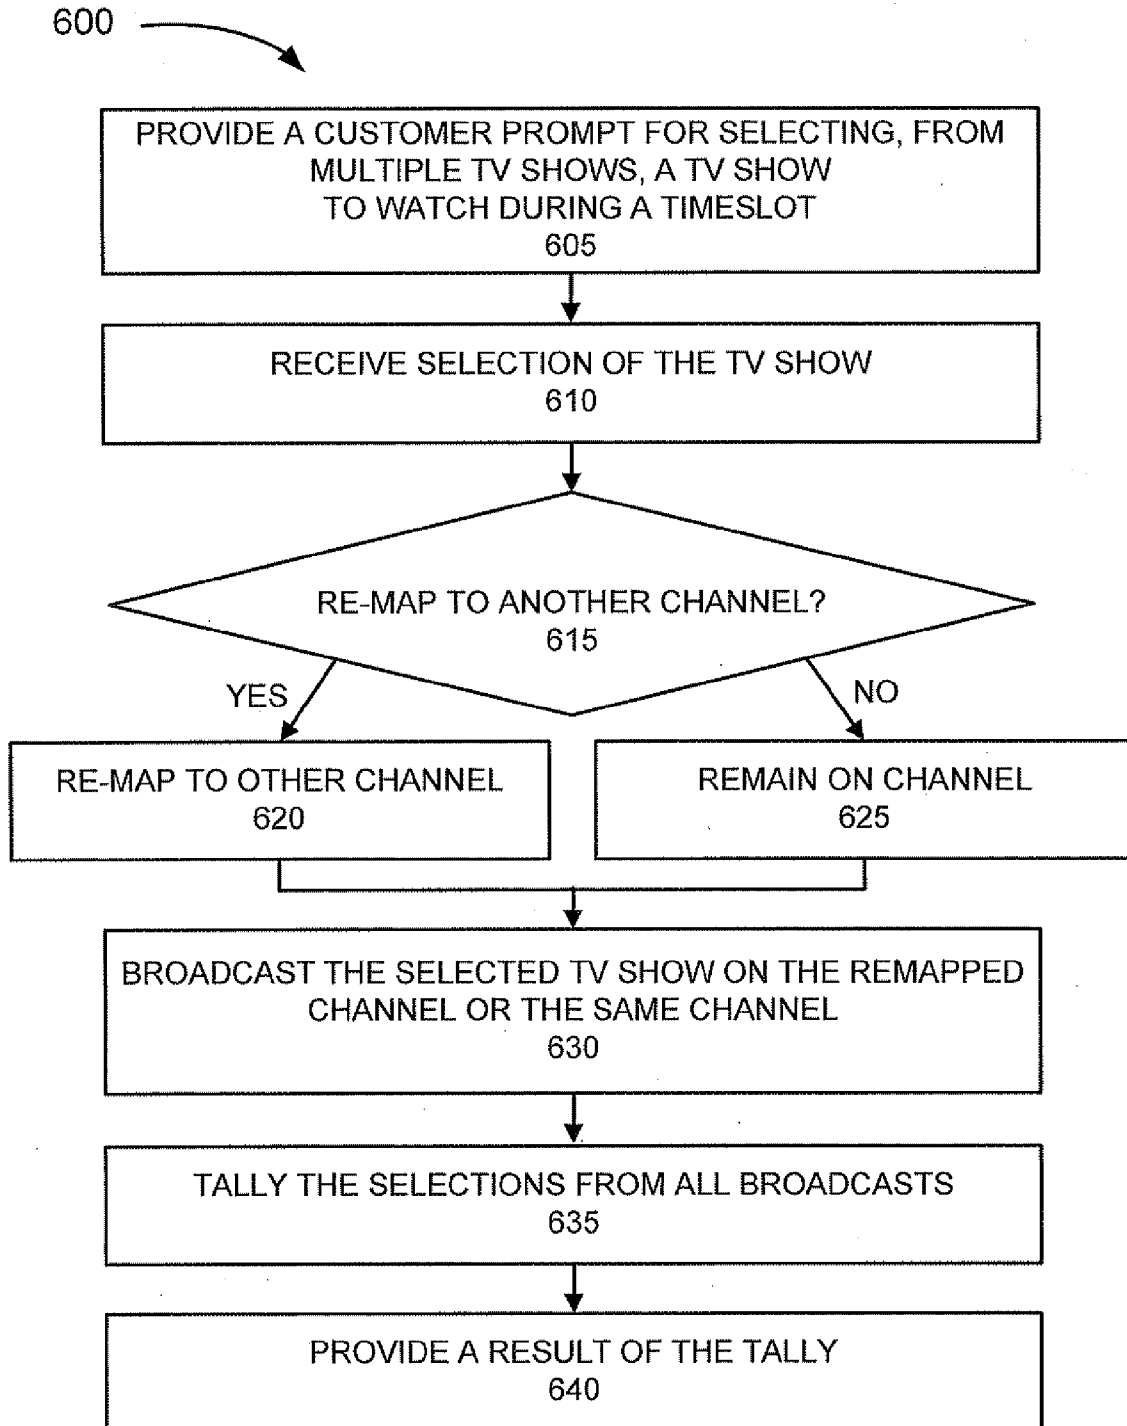 600
PROVIDE A CUSTOMER PROMPT FOR SELECTING, FROM
MULTIPLE TV SHOWS, A TV SHOW
TO WATCH DURING A TIMESLOT
605
RECEIVE SELECTION OF THE TV SHOW
610
RE-MAP TO ANOTHER CHANNEL?
615
YES
NO
RE-MAP TO OTHER CHANNEL
620
REMAIN ON CHANNEL
625
BROADCAST THE SELECTED TV SHOW ON THE REMAPPED
CHANNEL OR THE SAME CHANNEL
630
TALLY THE SELECTIONS FROM ALL BROADCASTS
635
PROVIDE A RESULT OF THE TALLY
640